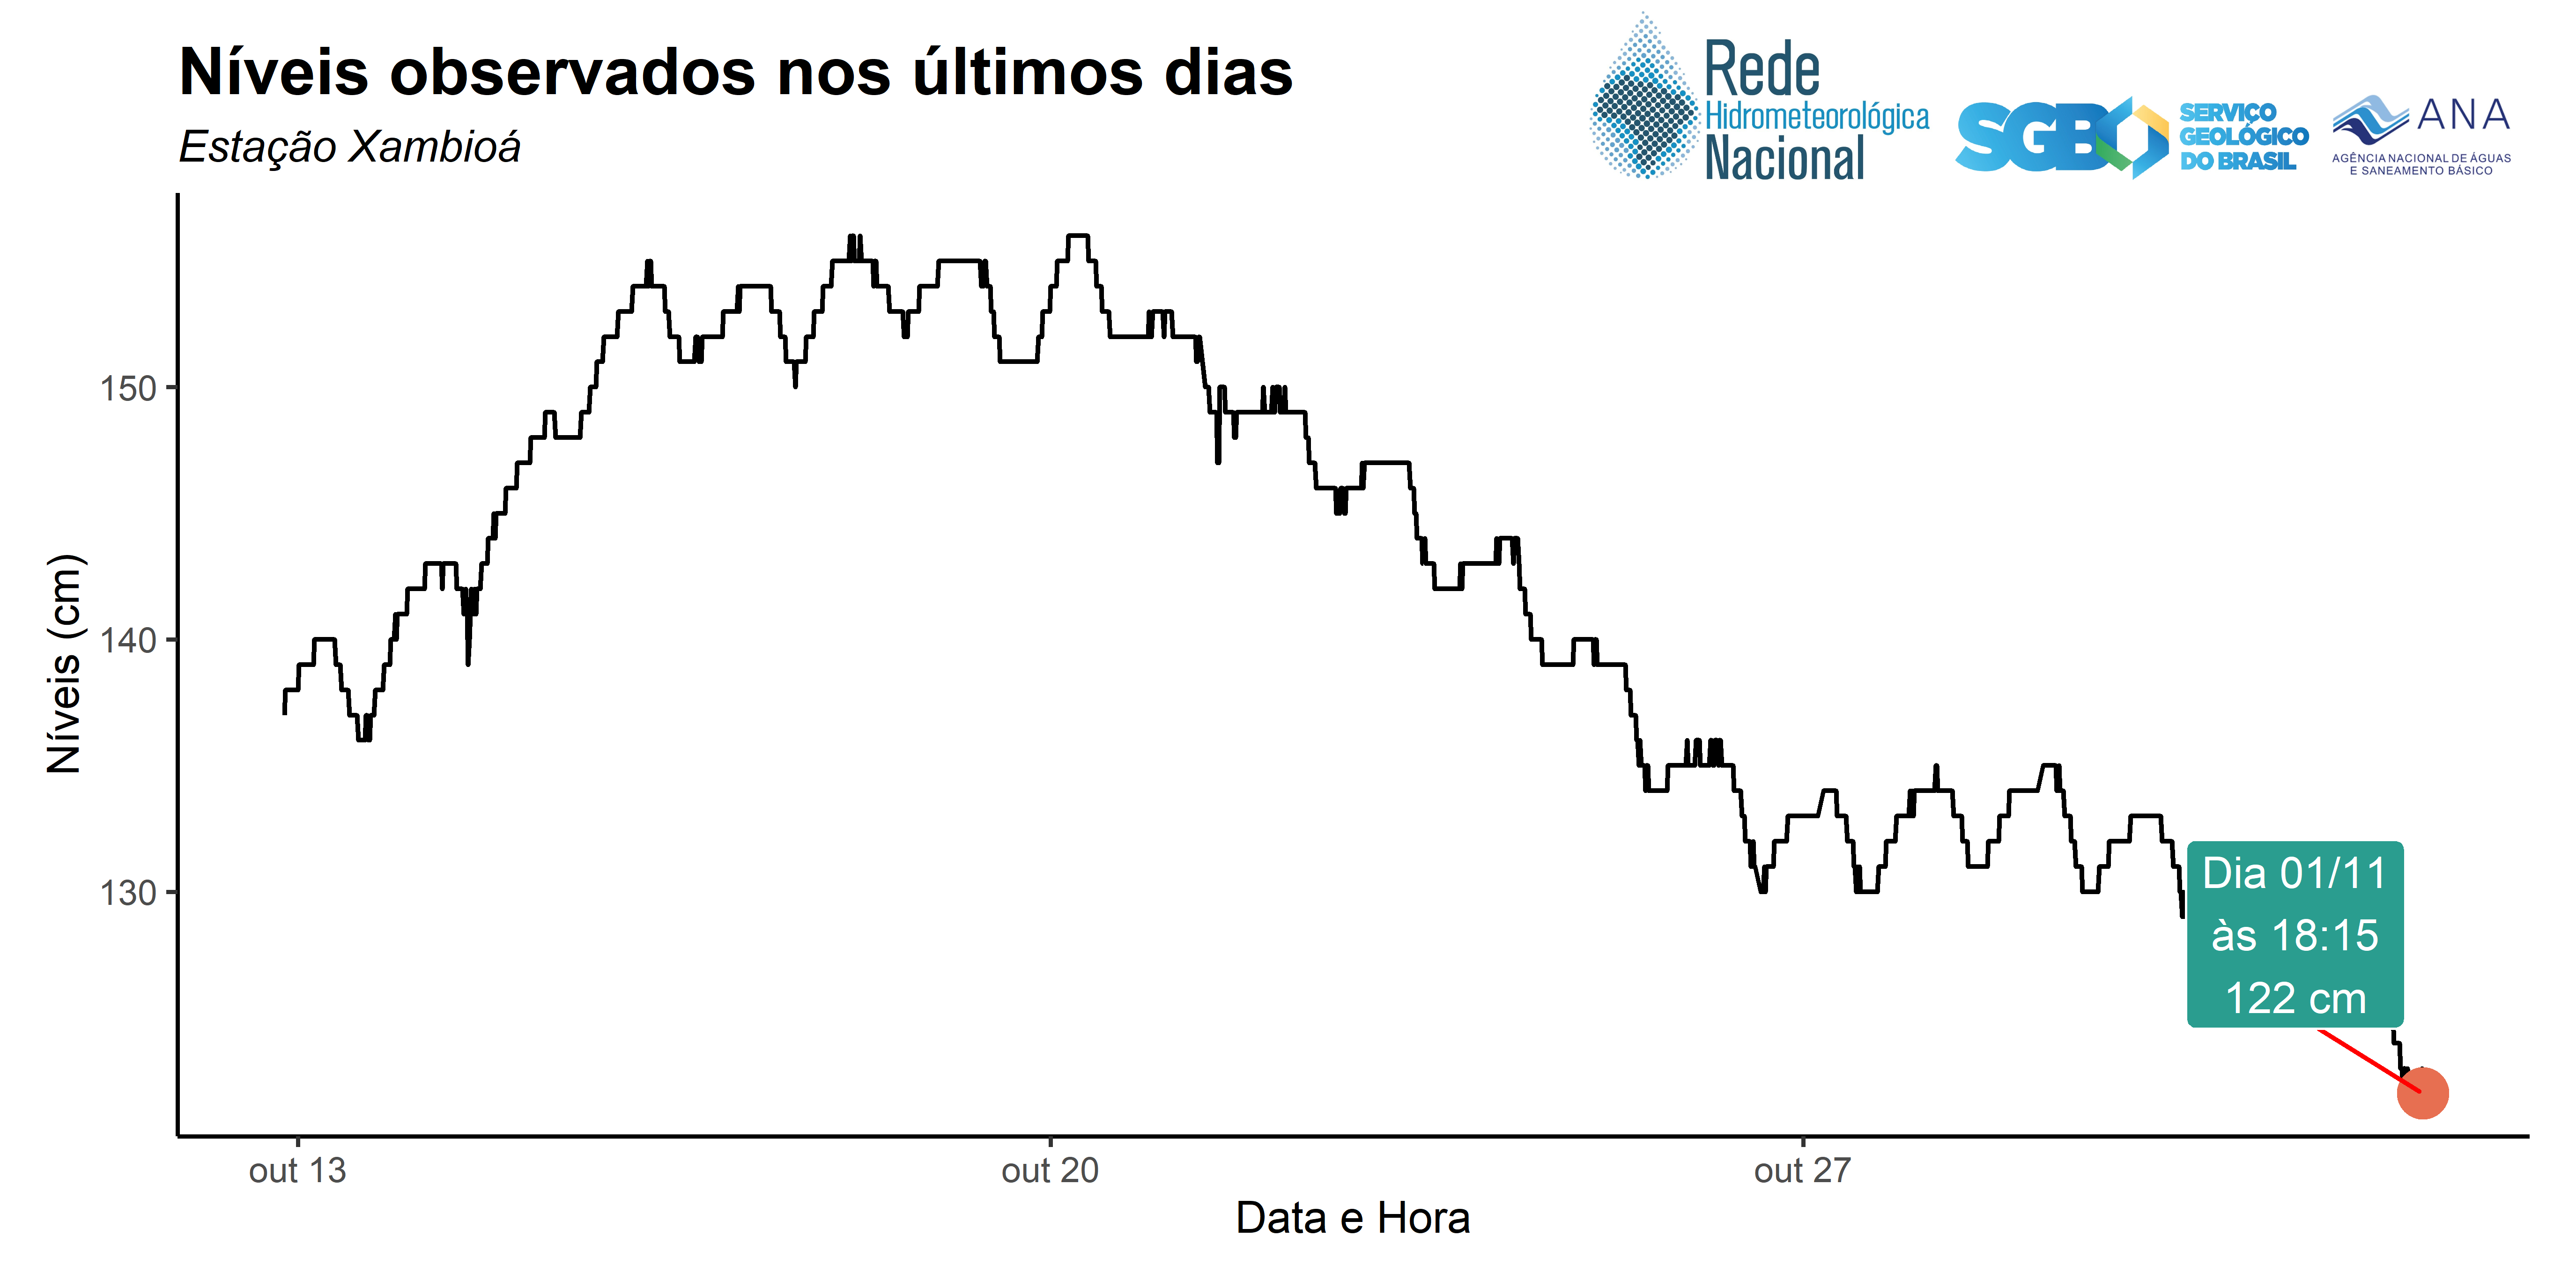 Níveis observados nos últimos dias
Estação Xambioá
Rede
Hidrometeorológica
Nacional
SGB
SERVIÇO
GEOLÓGICO
DO BRASIL
ANA
AGÊNCIA NACIONAL DE ÁGUAS
E SANEAMENTO BÁSICO
Níveis (cm)
150
140
130
Dia 01/11
às 18:15
122 cm
out 13
out 20
out 27
Data e Hora